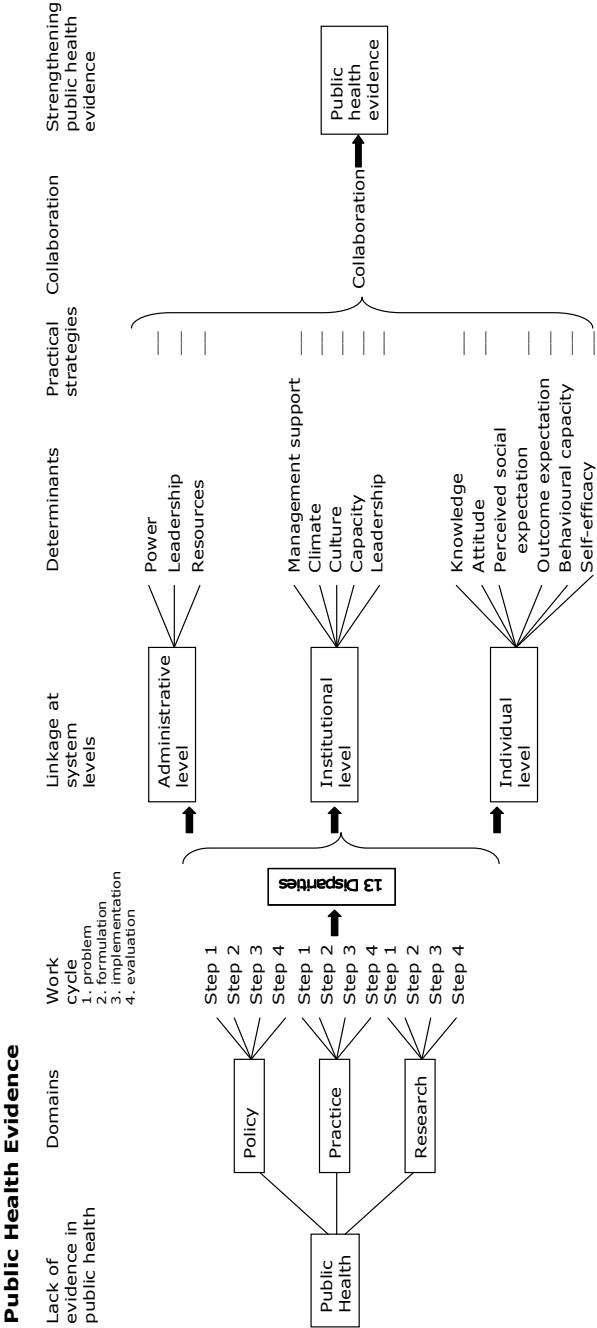 Public Health Evidence
Lack of
evidence in
public health
Domains
Work
cycle
1. problem
2. formulation
3. implementation
4. evaluation
Linkage at
system
levels
Determinants
Practical
strategies
Collaboration
Strengthening
public health
evidence
Public
Health
Policy
Practice
Research
Step 1
Step 2
Step 3
Step 4
Step 1
Step 2
Step 3
Step 4
Step 1
Step 2
Step 3
Step 4
13 Disparities
Administrative
level
Institutional
level
Individual
level
Power
Leadership
Resources
Management support
Climate
Culture
Capacity
Leadership
Knowledge
Attitude
Perceived social
expectation
Outcome expectation
Behavioural capacity
Self-efficacy
Collaboration
Public
health
evidence